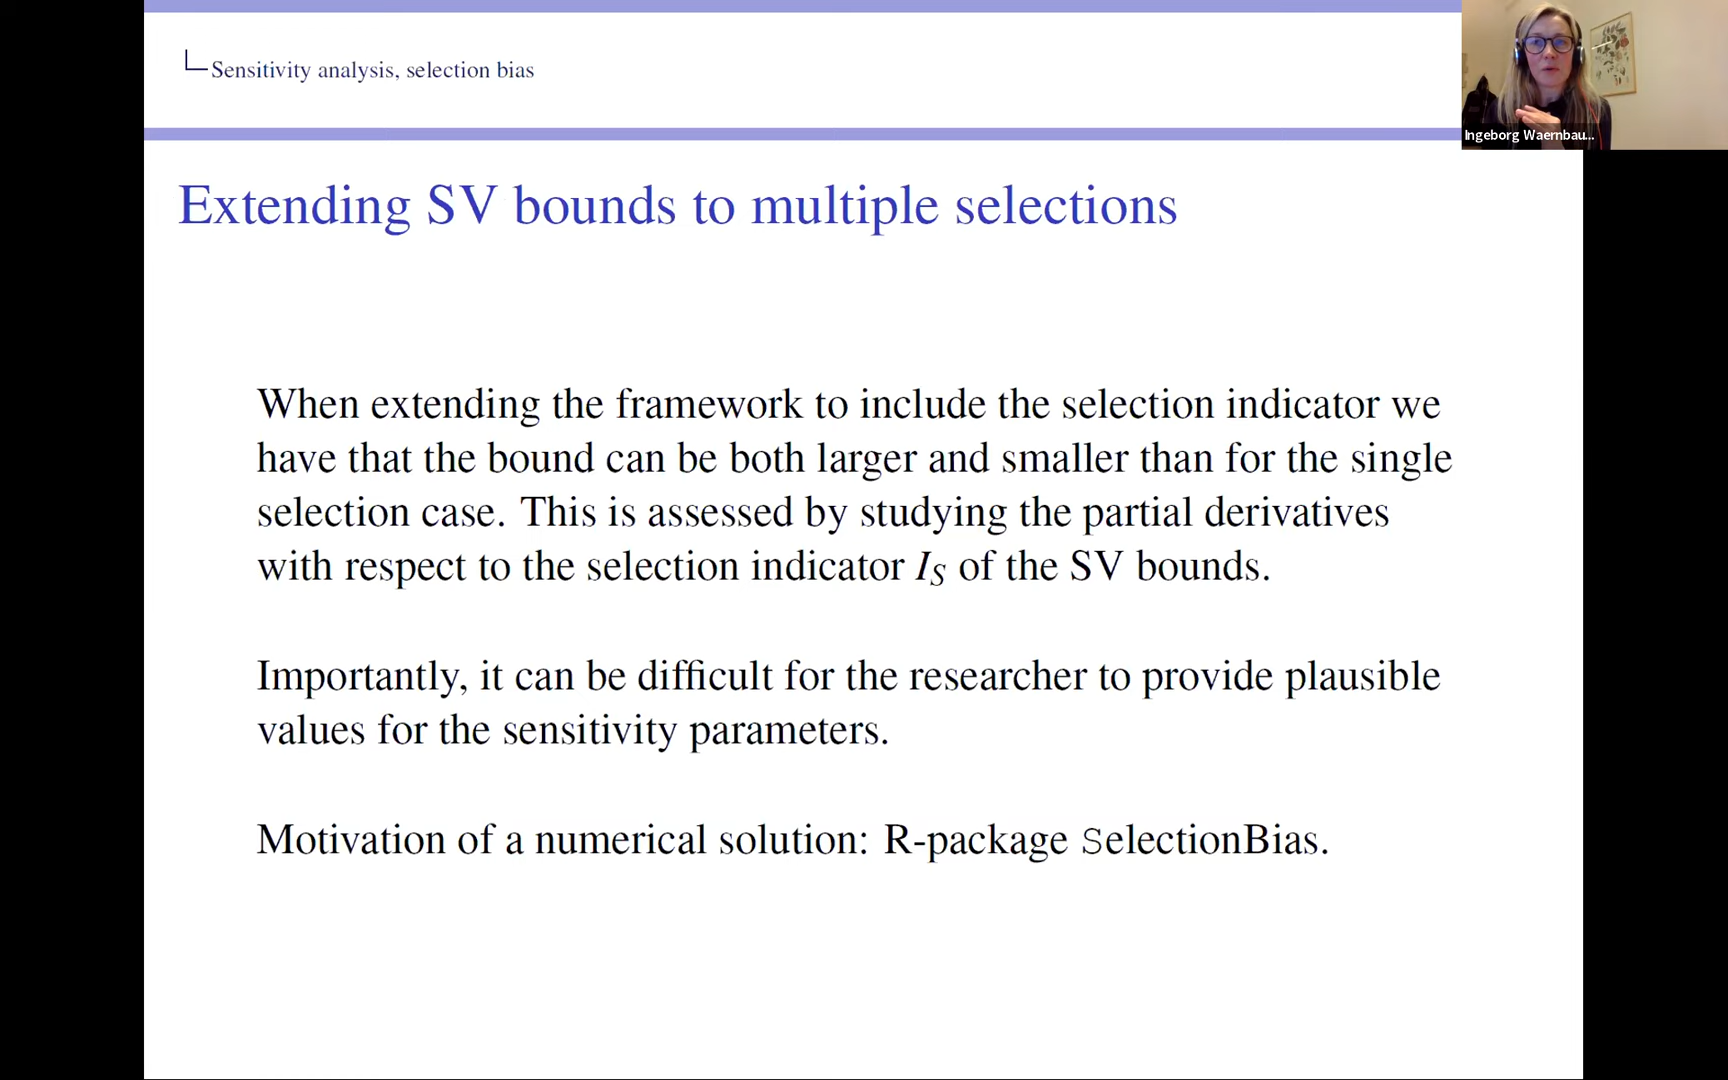 Sensitivity analysis, selection bias
Ingeborg Waernbau...
Extending SV bounds to multiple selections
When extending the framework to include the selection indicator we
have that the bound can be both larger and smaller than for the single
selection case. This is assessed by studying the partial derivatives
with respect to the selection indicator I_S of the SV bounds.
Importantly, it can be difficult for the researcher to provide plausible
values for the sensitivity parameters.
Motivation of a numerical solution: R-package SelectionBias.